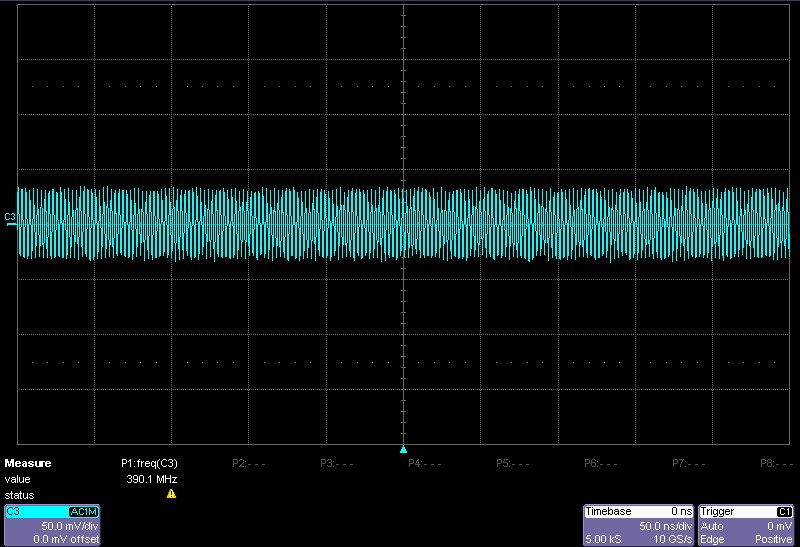 C3
Measure P1:freq(C3) P2:--- P3:--- P4:--- P5:--- P6:--- P7:--- P8:---
value 390.1 MHz
status
C3 AC1M Timebase 0 ns Trigger C1
50.0 mV/div 50.0 ns/div Auto 0 mV
0.0 mV offset 5.00 kS 10 GS/s Edge Positive